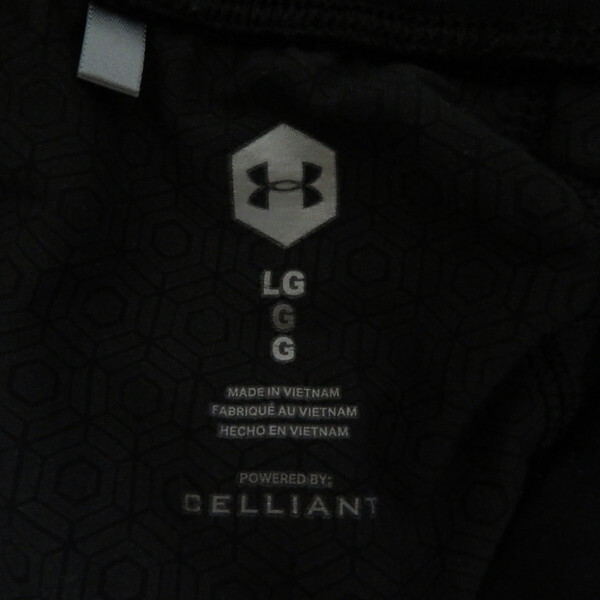 LG
G
G
MADE IN VIETNAM
FABRIQUÉ AU VIETNAM
HECHO EN VIETNAM
POWERED BY:
CELLIANT